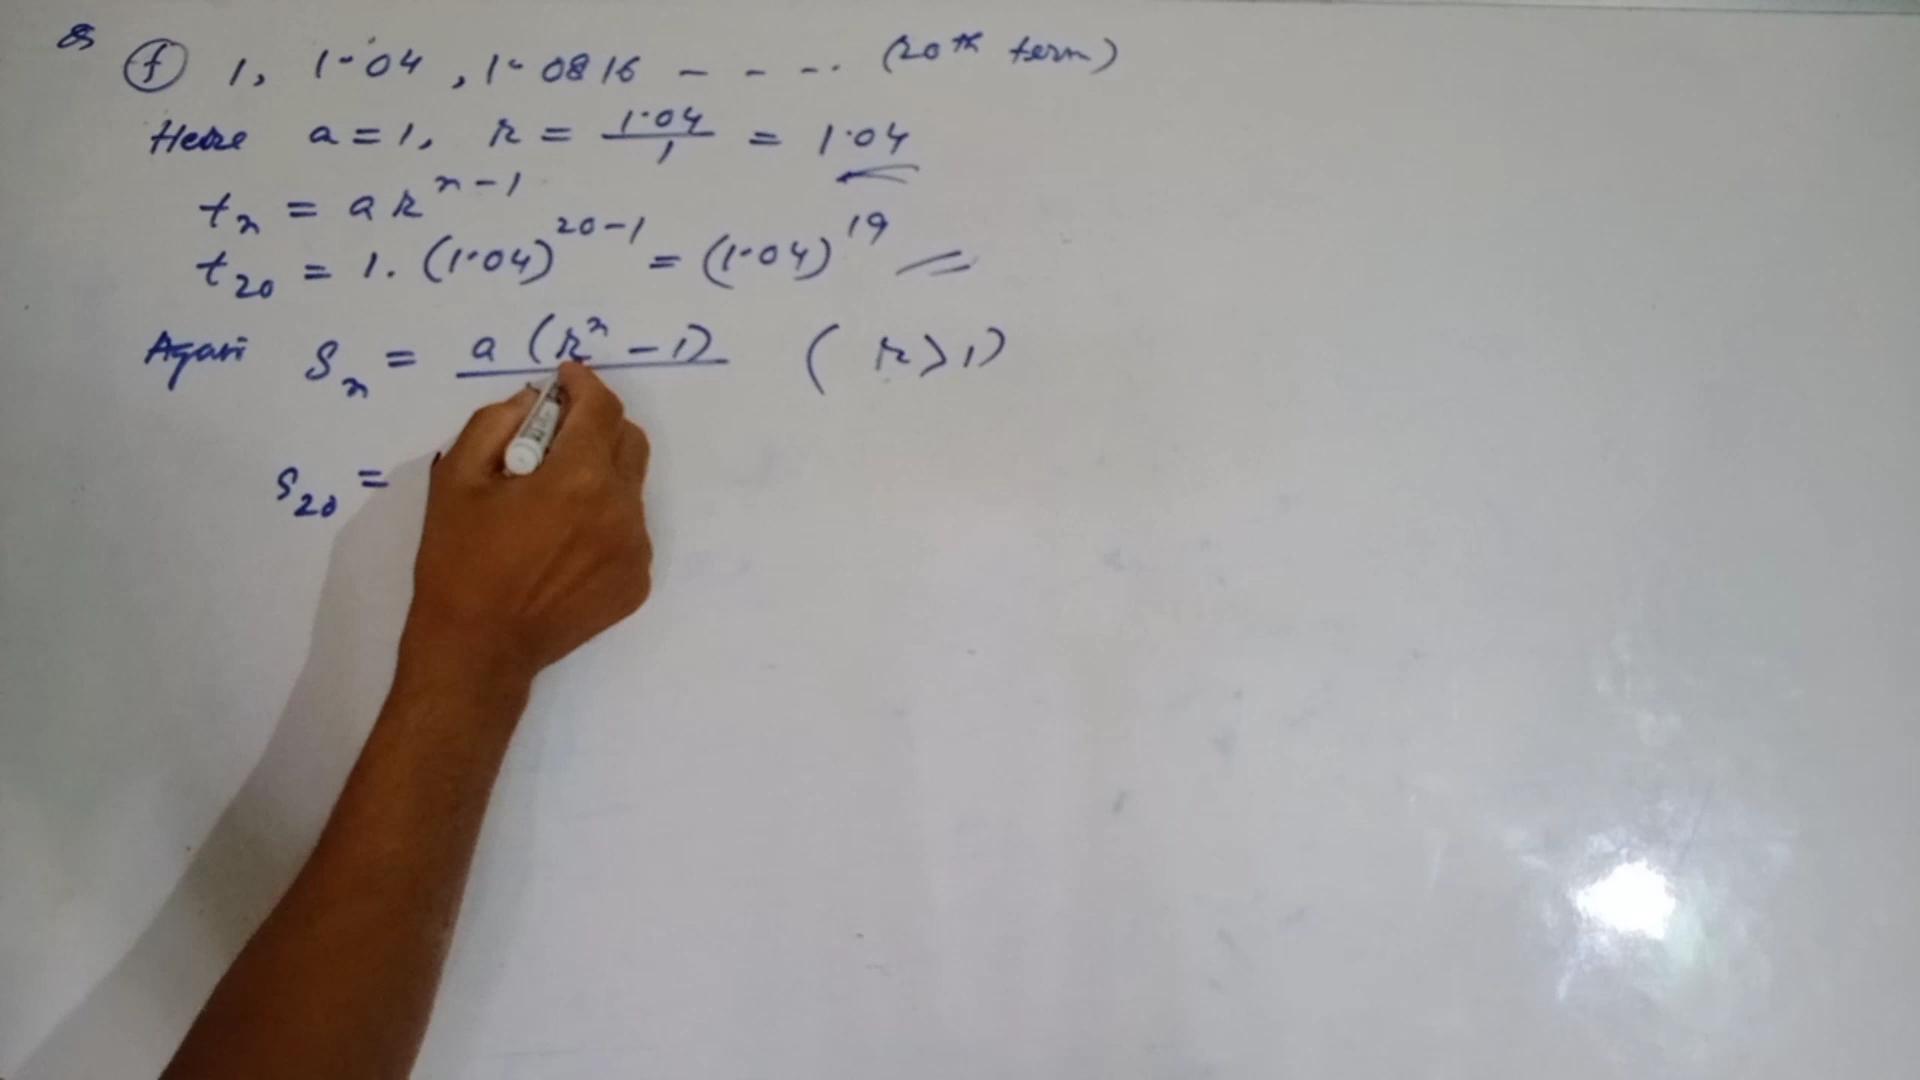 (f) 1, 1.04, 1.0816 - - - .. (20th term)
Here a = 1, r = 1.04/1 = 1.04
tn = ar^n-1
t20 = 1. (1.04)^20-1 = (1.04)^19
Again Sn = a (r^n - 1) (r > 1)
S20 =